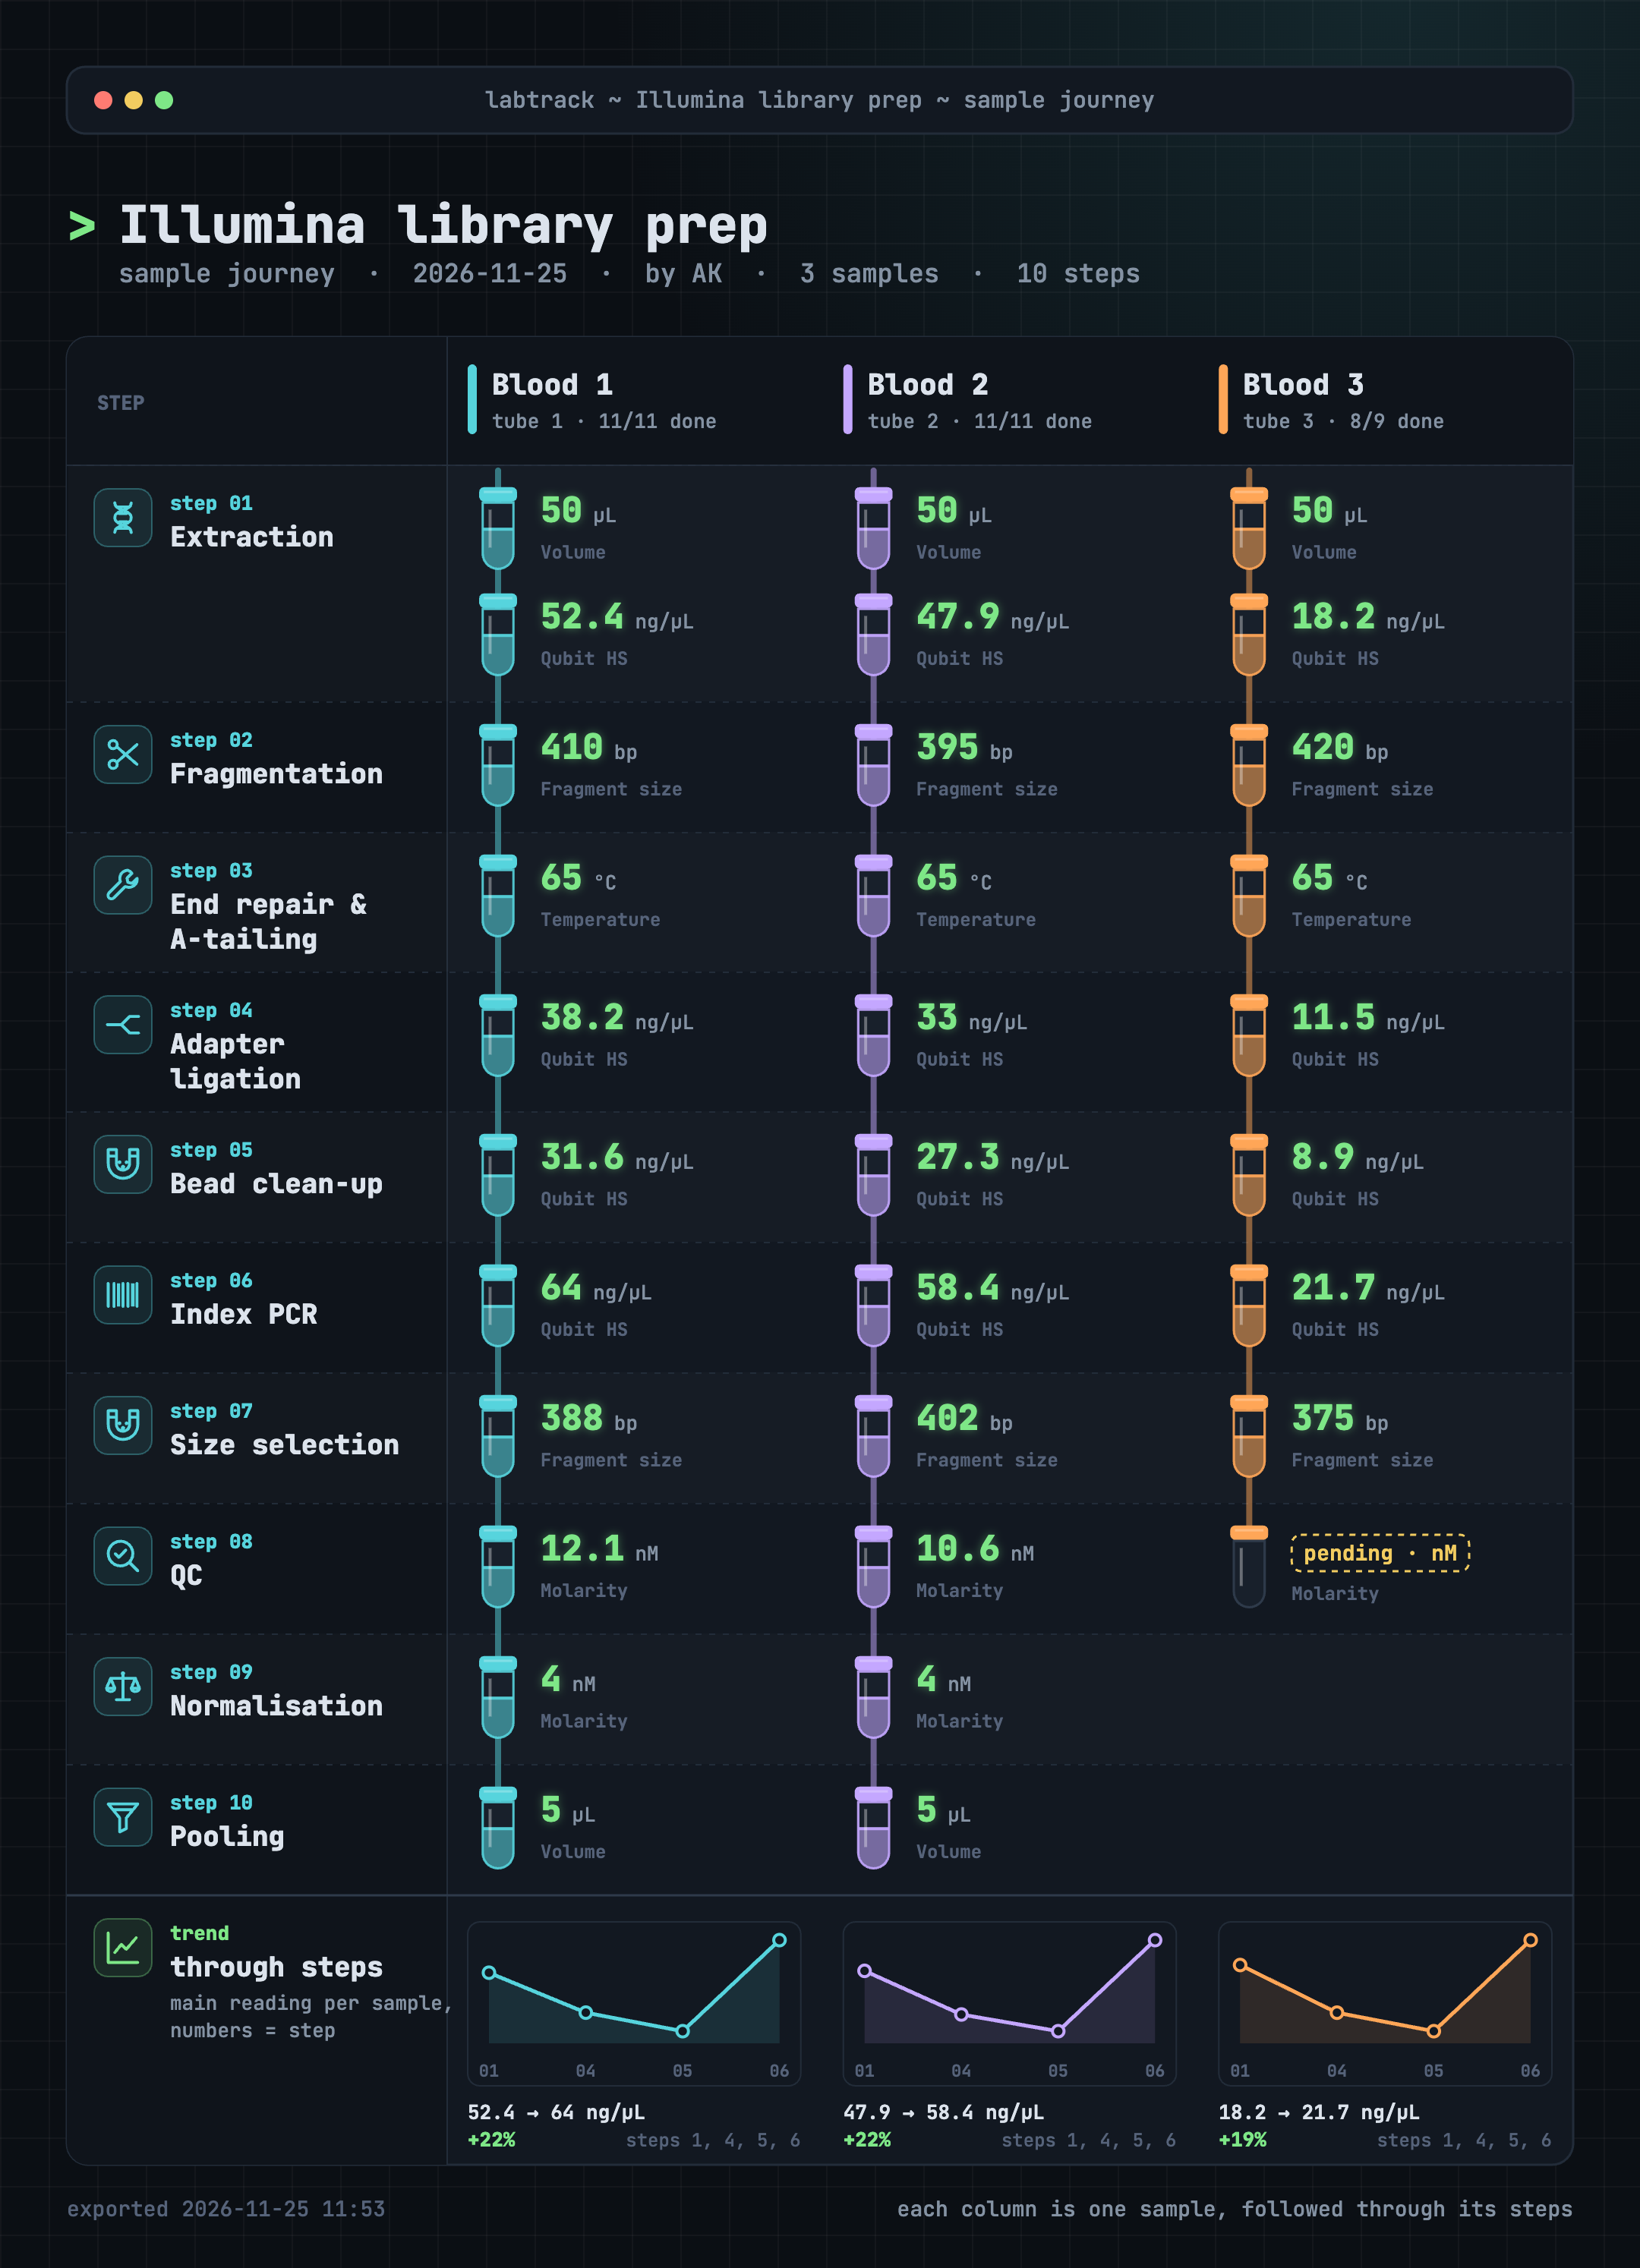 labtrack ~ Illumina library prep ~ sample journey
> Illumina library prep
sample journey · 2026-11-25 · by AK · 3 samples · 10 steps
STEP
Blood 1
tube 1 · 11/11 done
Blood 2
tube 2 · 11/11 done
Blood 3
tube 3 · 8/9 done
step 01
Extraction
50 µL
Volume
50 µL
Volume
50 µL
Volume
52.4 ng/µL
Qubit HS
47.9 ng/µL
Qubit HS
18.2 ng/µL
Qubit HS
step 02
Fragmentation
410 bp
Fragment size
395 bp
Fragment size
420 bp
Fragment size
step 03
End repair &
A-tailing
65 °C
Temperature
65 °C
Temperature
65 °C
Temperature
step 04
Adapter
ligation
38.2 ng/µL
Qubit HS
33 ng/µL
Qubit HS
11.5 ng/µL
Qubit HS
step 05
Bead clean-up
31.6 ng/µL
Qubit HS
27.3 ng/µL
Qubit HS
8.9 ng/µL
Qubit HS
step 06
Index PCR
64 ng/µL
Qubit HS
58.4 ng/µL
Qubit HS
21.7 ng/µL
Qubit HS
step 07
Size selection
388 bp
Fragment size
402 bp
Fragment size
375 bp
Fragment size
step 08
QC
12.1 nM
Molarity
10.6 nM
Molarity
pending · nM
Molarity
step 09
Normalisation
4 nM
Molarity
4 nM
Molarity
step 10
Pooling
5 µL
Volume
5 µL
Volume
trend
through steps
main reading per sample,
numbers = step
01 04 05 06
52.4 → 64 ng/µL
+22% steps 1, 4, 5, 6
01 04 05 06
47.9 → 58.4 ng/µL
+22% steps 1, 4, 5, 6
01 04 05 06
18.2 → 21.7 ng/µL
+19% steps 1, 4, 5, 6
exported 2026-11-25 11:53
each column is one sample, followed through its steps